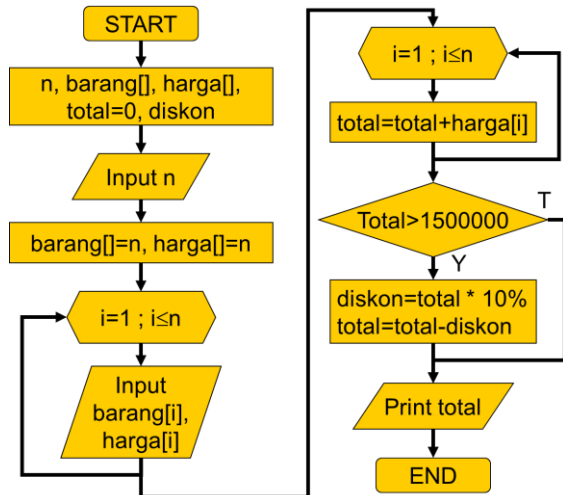 START
n, barang[], harga[],
total=0, diskon
Input n
barang[]=n, harga[]=n
i=1 ; i≤n
Input
barang[i],
harga[i]
i=1 ; i≤n
total=total+harga[i]
Total>1500000
T
Y
diskon=total * 10%
total=total-diskon
Print total
END